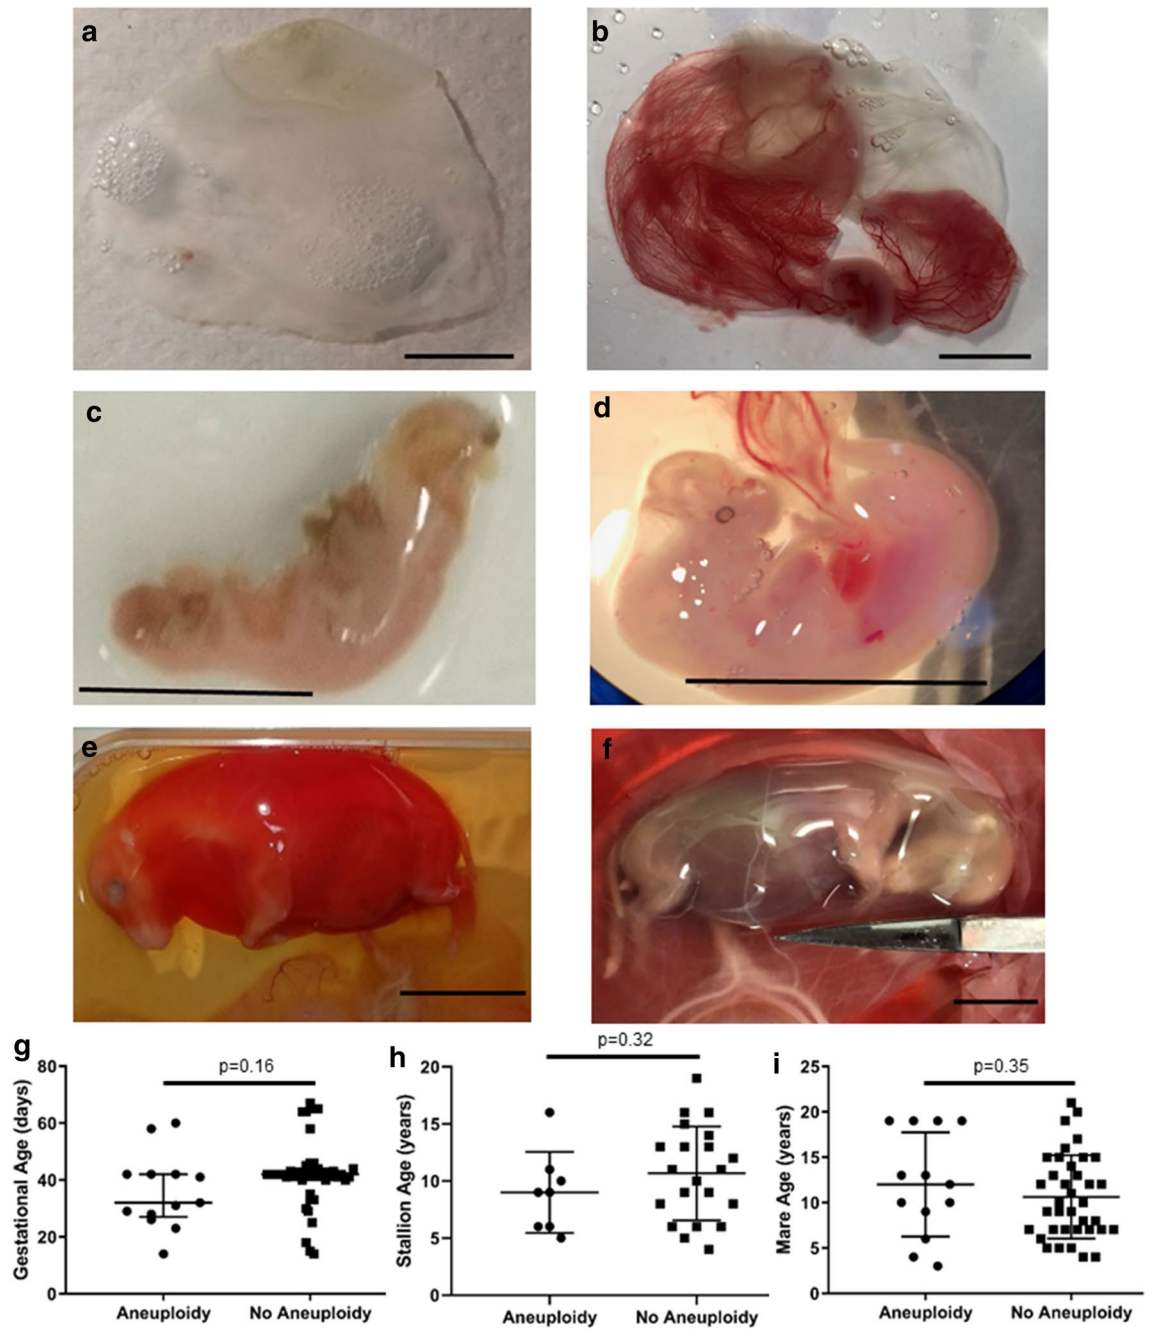 a
b
c
d
e
f
g
h
i
p=0.16
p=0.32
p=0.35
Gestational Age (days)
80
60
40
20
0
Aneuploidy
No Aneuploidy
Stallion Age (years)
20
15
10
5
0
Aneuploidy
No Aneuploidy
Mare Age (years)
25
20
15
10
5
0
Aneuploidy
No Aneuploidy